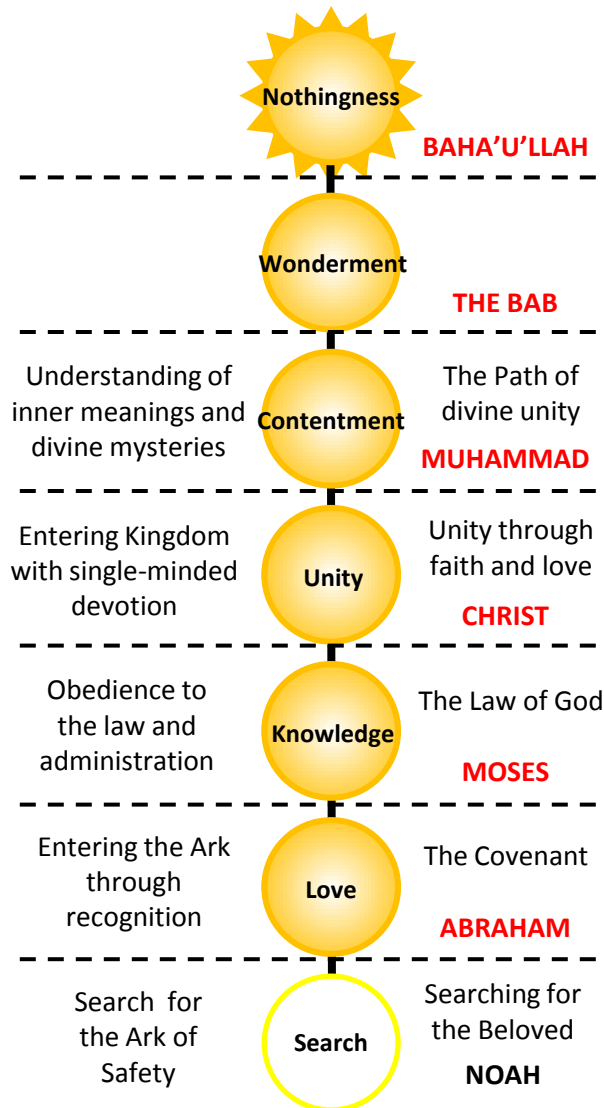 Nothingness
BAHA’U’LLAH
Wonderment
THE BAB
Understanding of
inner meanings and
divine mysteries
Contentment
The Path of
divine unity
MUHAMMAD
Entering Kingdom
with single-minded
devotion
Unity
Unity through
faith and love
CHRIST
Obedience to
the law and
administration
Knowledge
The Law of God
MOSES
Entering the Ark
through
recognition
Love
The Covenant
ABRAHAM
Search for
the Ark of
Safety
Search
Searching for
the Beloved
NOAH